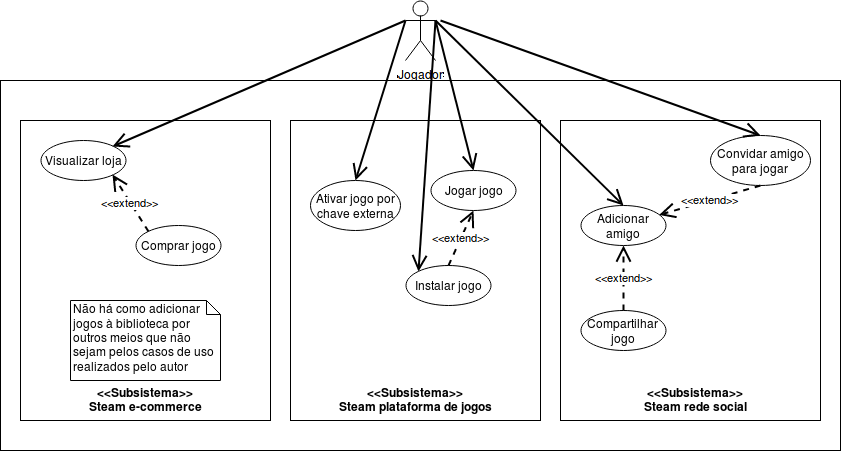 Jogador
Visualizar loja
<<extend>>
Comprar jogo
Não há como adicionar
jogos à biblioteca por
outros meios que não
sejam pelos casos de uso
realizados pelo autor
<<Subsistema>>
Steam e-commerce
Ativar jogo por
chave externa
Jogar jogo
<<extend>>
Instalar jogo
<<Subsistema>>
Steam plataforma de jogos
Convidar amigo
para jogar
<<extend>>
Adicionar
amigo
<<extend>>
Compartilhar
jogo
<<Subsistema>>
Steam rede social